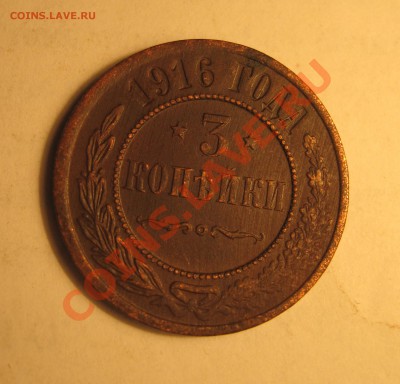 COINS.LAVE.RU
1916 ГОДА
3
КОПѢЙКИ
COINS.LAVE.RU